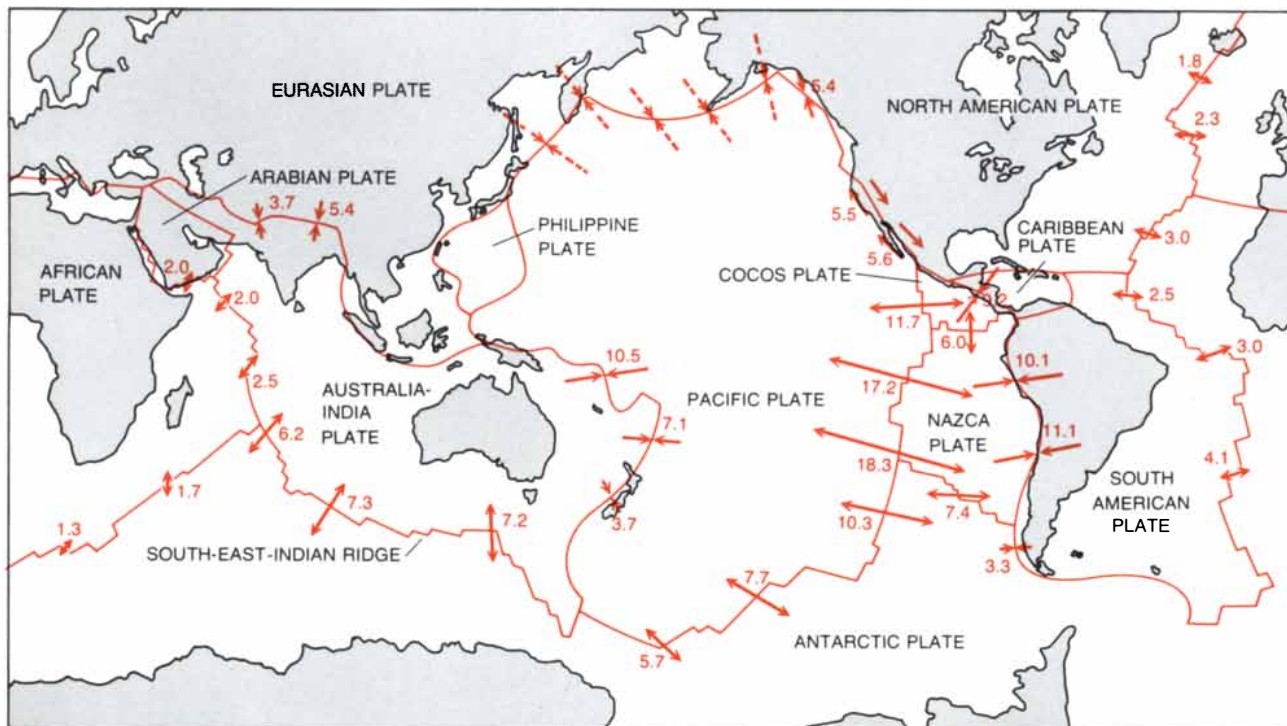 1.8
EURASIAN PLATE
5.4
NORTH AMERICAN PLATE
2.3
ARABIAN PLATE
3.7
5.4
PHILIPPINE
PLATE
5.5
CARIBBEAN
PLATE
3.0
AFRICAN
PLATE
2.0
2.0
5.6
COCOS PLATE
9.2
2.5
11.7
6.0
2.5
10.5
3.0
AUSTRALIA-
INDIA
PLATE
PACIFIC PLATE
17.2
10.1
NAZCA
PLATE
6.2
7.1
18.3
11.1
4.1
SOUTH
AMERICAN
PLATE
1.7
7.3
7.2
3.7
10.3
7.4
1.3
SOUTH-EAST-INDIAN RIDGE
3.3
7.7
5.7
ANTARCTIC PLATE